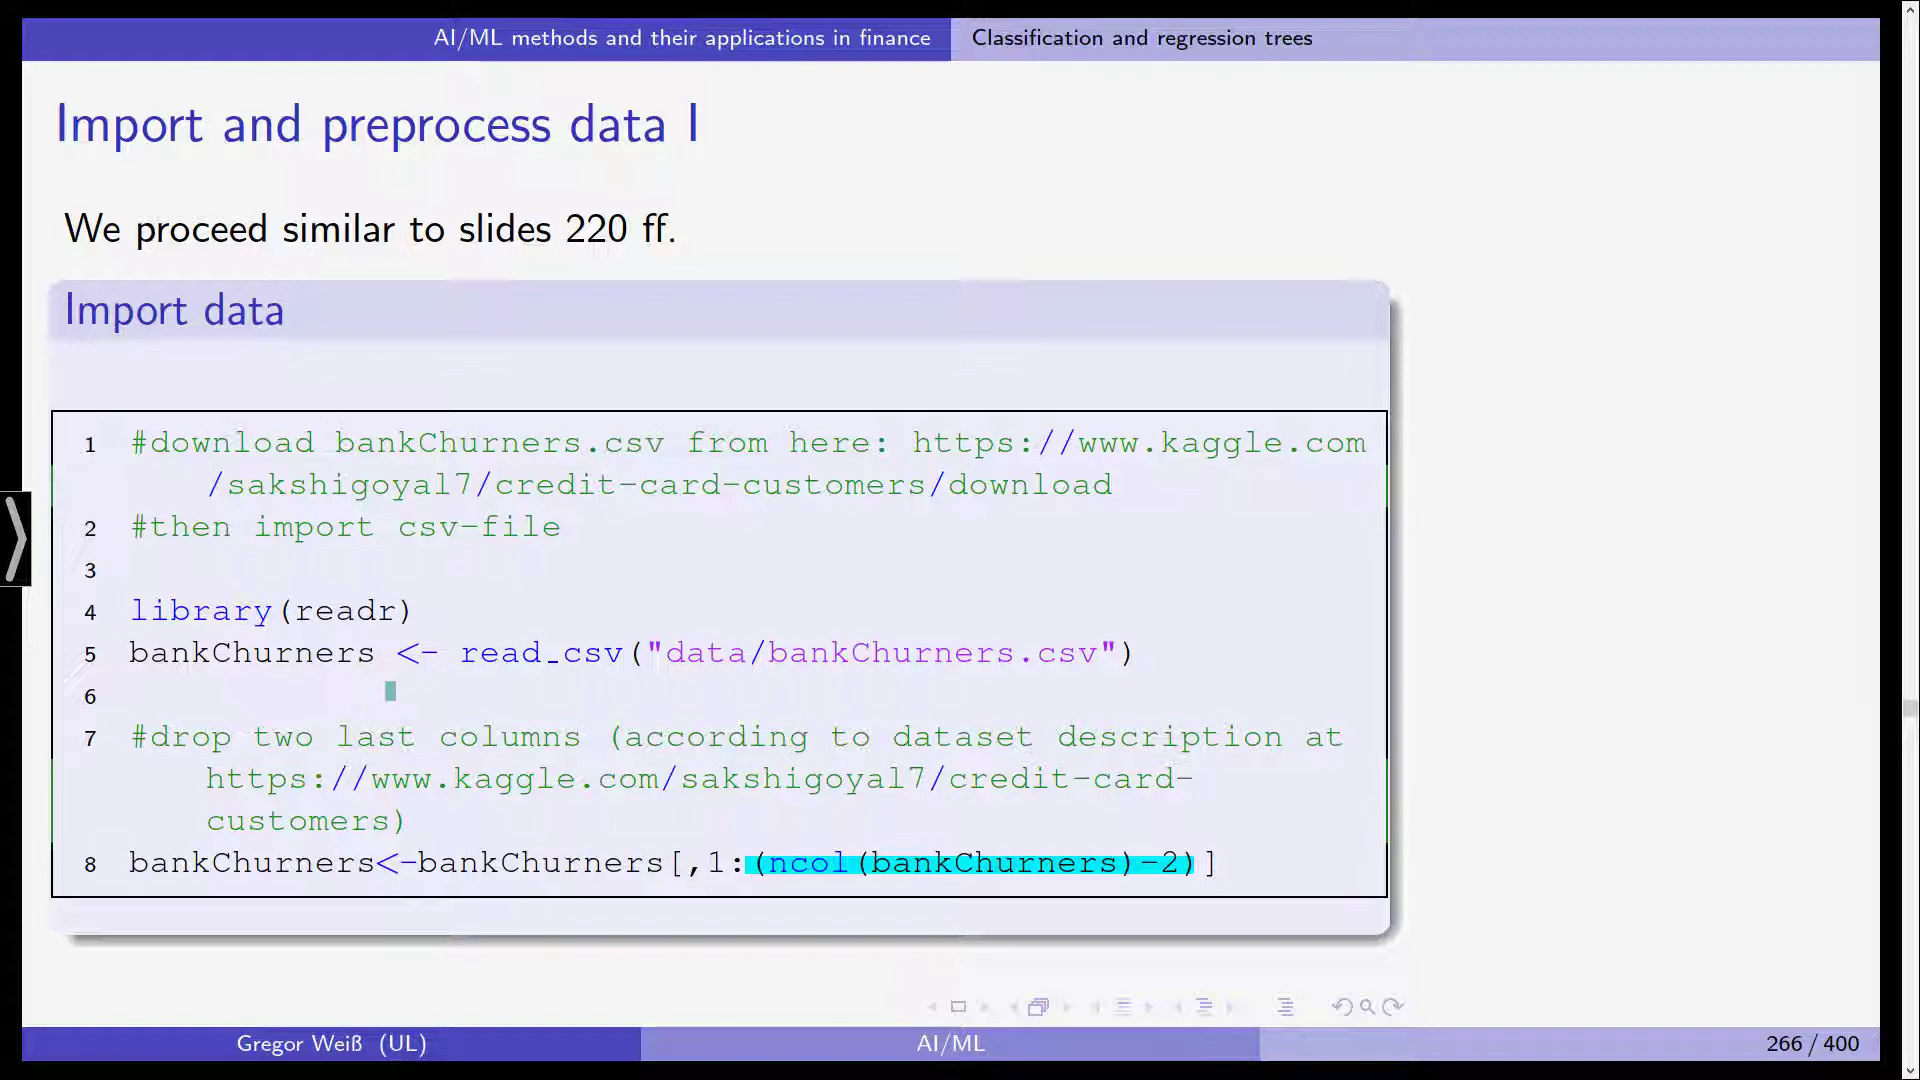 AI/ML methods and their applications in finance Classification and regression trees
Import and preprocess data I
We proceed similar to slides 220 ff.
Import data
1 #download bankChurners.csv from here: https://www.kaggle.com
/sakshigoyal7/credit-card-customers/download
2 #then import csv-file
3
4 library(readr)
5 bankChurners <- read_csv("data/bankChurners.csv")
6
7 #drop two last columns (according to dataset description at
https://www.kaggle.com/sakshigoyal7/credit-card-
customers)
8 bankChurners<-bankChurners[,1:(ncol(bankChurners)-2)]
Gregor Weiß (UL) AI/ML 266 / 400